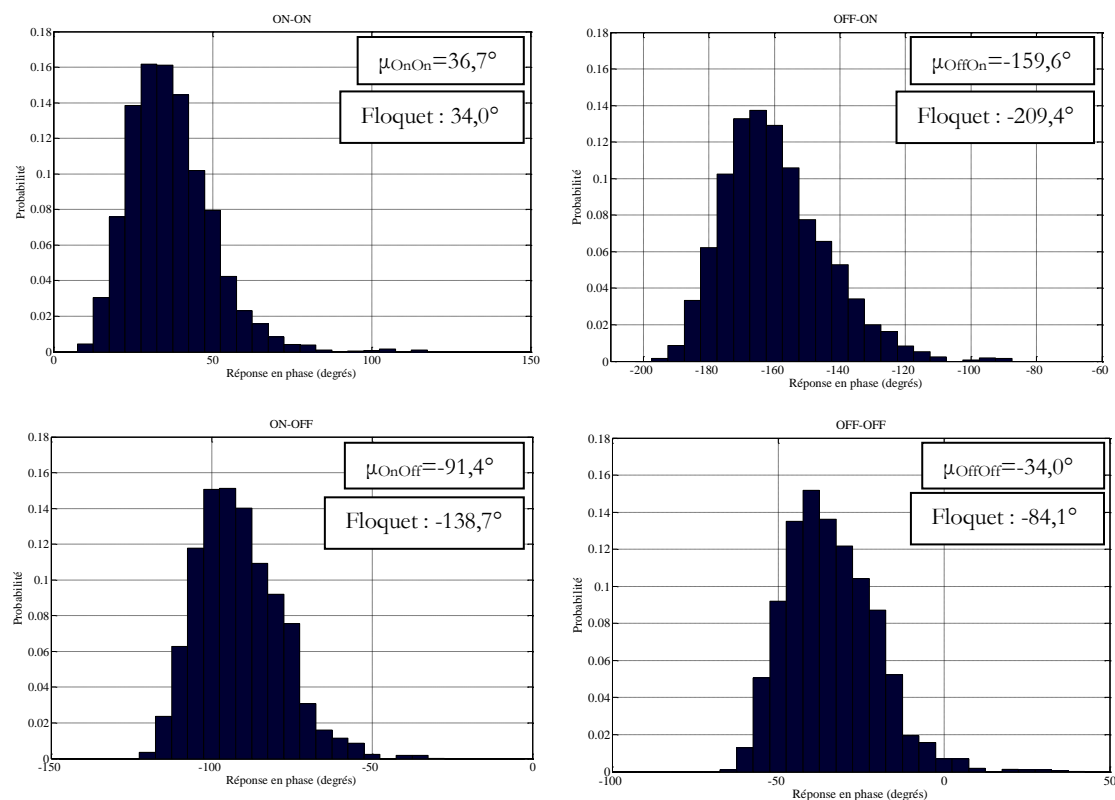 ON-ON
0.18
0.16
0.14
0.12
0.1
0.08
0.06
0.04
0.02
0
Probabilité
μOnOn=36,7°
Floquet : 34,0°
0 50 100 150
Réponse en phase (degrés)
OFF-ON
0.18
0.16
0.14
0.12
0.1
0.08
0.06
0.04
0.02
0
Probabilité
μOffOn=-159,6°
Floquet : -209,4°
-200 -180 -160 -140 -120 -100 -80 -60
Réponse en phase (degrés)
ON-OFF
0.18
0.16
0.14
0.12
0.1
0.08
0.06
0.04
0.02
0
Probabilité
μOnOff=-91,4°
Floquet : -138,7°
-150 -100 -50 0
Réponse en phase (degrés)
OFF-OFF
0.18
0.16
0.14
0.12
0.1
0.08
0.06
0.04
0.02
0
Probabilité
μOffOff=-34,0°
Floquet : -84,1°
-100 -50 0 50
Réponse en phase (degrés)